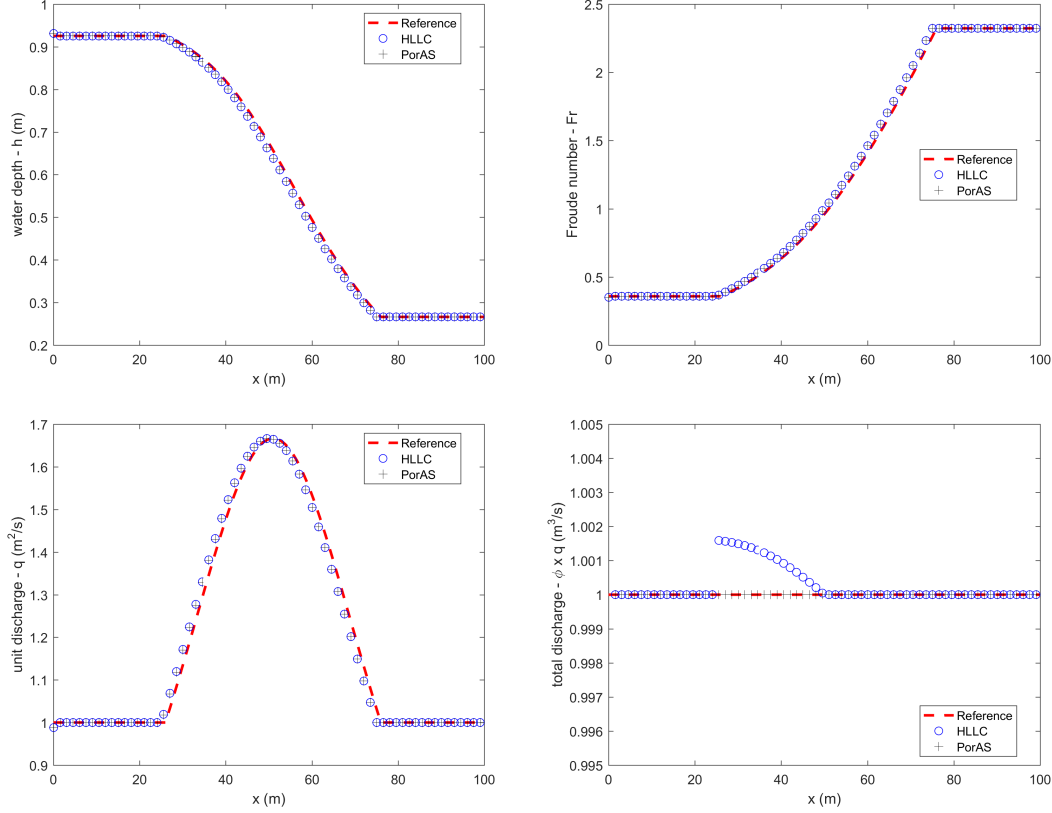 1
0.9
0.8
0.7
0.6
0.5
0.4
0.3
0.2
0
20
40
60
80
100
x (m)
water depth - h (m)
Reference
HLLC
PorAS
2.5
2
1.5
1
0.5
0
0
20
40
60
80
100
x (m)
Froude number - Fr
Reference
HLLC
PorAS
1.7
1.6
1.5
1.4
1.3
1.2
1.1
1
0.9
0
20
40
60
80
100
x (m)
unit discharge - q (m²/s)
Reference
HLLC
PorAS
1.005
1.004
1.003
1.002
1.001
1
0.999
0.998
0.997
0.996
0.995
0
20
40
60
80
100
x (m)
total discharge - ϕ x q (m³/s)
Reference
HLLC
PorAS